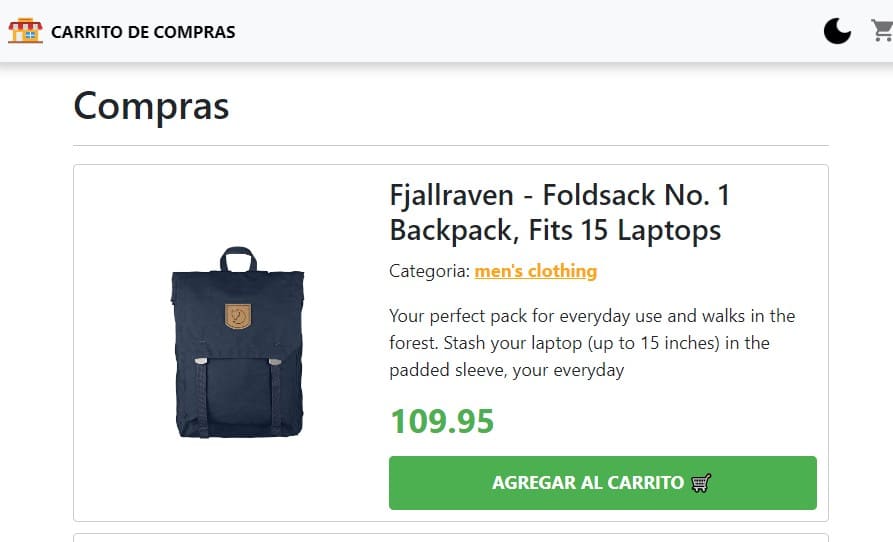 CARRITO DE COMPRAS
Compras
Fjallraven - Foldsack No. 1
Backpack, Fits 15 Laptops
Categoria: men's clothing
Your perfect pack for everyday use and walks in the
forest. Stash your laptop (up to 15 inches) in the
padded sleeve, your everyday
109.95
AGREGAR AL CARRITO